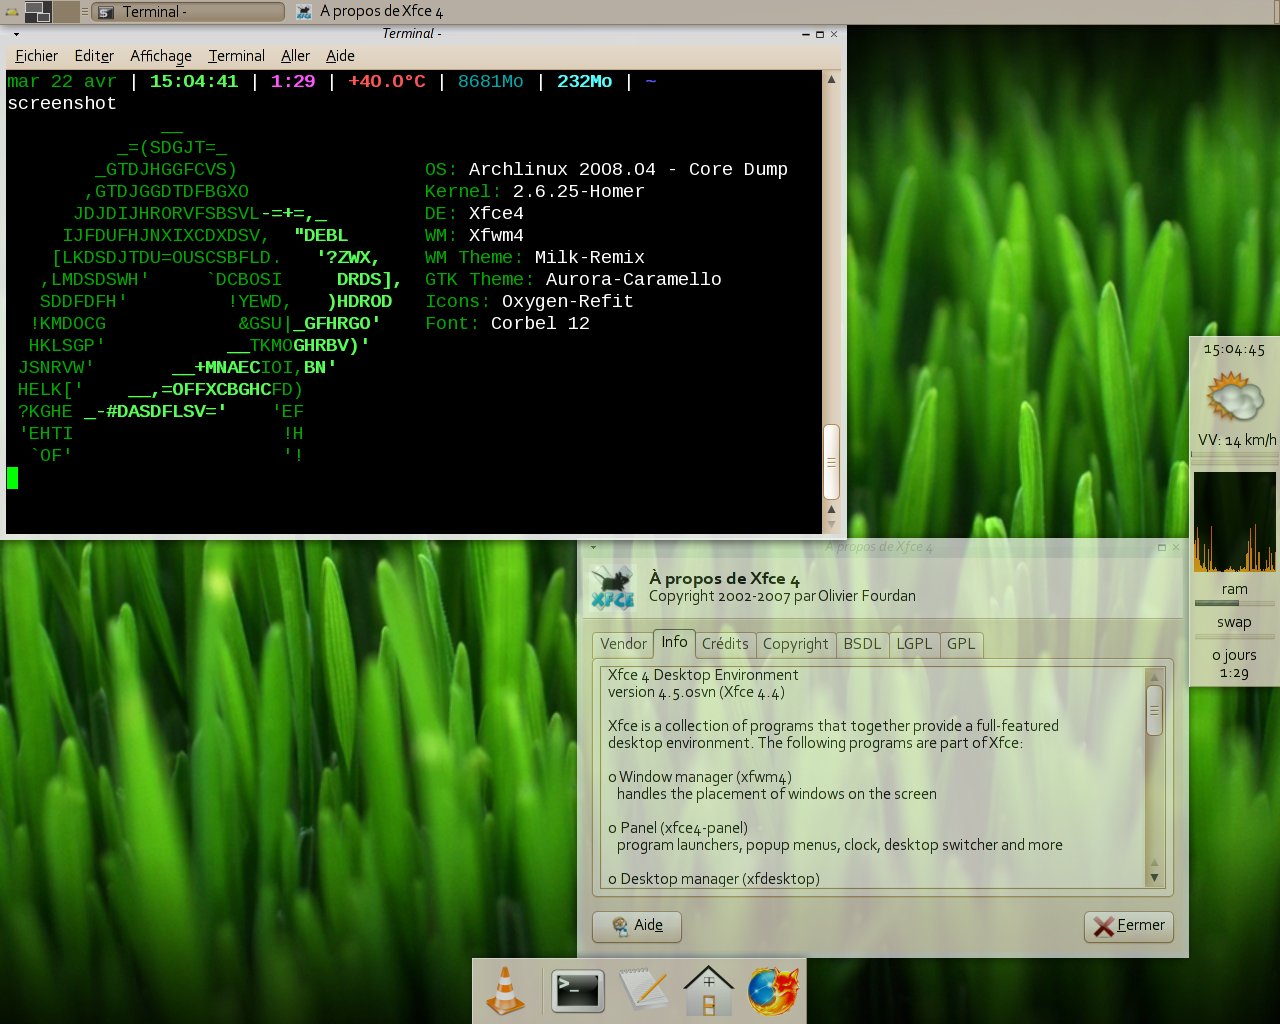 Terminal -
À propos de Xfce 4
Terminal -
Fichier Editer Affichage Terminal Aller Aide
mar 22 avr | 15:04:41 | 1:29 | +40.0°C | 8681Mo | 232Mo | ~
screenshot
__
_=(SDGJT=_
_GTDJHGGFCVS) OS: Archlinux 2008.04 - Core Dump
,GTDJGGDTDFBGXO Kernel: 2.6.25-Homer
JDJDIJHRORVFSBSVL-=+=,_ DE: Xfce4
IJFDUFHJNXIXCDXDSV, "DEBL WM: Xfwm4
[LKDSDJTDU=OUSCSBFLD. '?ZWX, WM Theme: Milk-Remix
,LMDSDSWH' `DCBOSI DRDS], GTK Theme: Aurora-Caramello
SDDFDFH' !YEWD, )HDROD Icons: Oxygen-Refit
!KMDOCG &GSU|_GFHRGO' Font: Corbel 12
HKLSGP' __TKMOGHRBV)'
JSNRVW' __+MNAECIOI,BN'
HELK[' __,=OFFXCBGHCFD)
?KGHE _-#DASDFLSV=' 'EF
'EHTI !H
`OF' '!
15:04:45
VV: 14 km/h
ram
swap
0 jours
1:29
À propos de Xfce 4
XFCE
À propos de Xfce 4
Copyright 2002-2007 par Olivier Fourdan
Vendor Info Crédits Copyright BSDL LGPL GPL
Xfce 4 Desktop Environment
version 4.5.0svn (Xfce 4.4)
Xfce is a collection of programs that together provide a full-featured
desktop environment. The following programs are part of Xfce:
o Window manager (xfwm4)
handles the placement of windows on the screen
o Panel (xfce4-panel)
program launchers, popup menus, clock, desktop switcher and more
o Desktop manager (xfdesktop)
Aide Fermer
>_